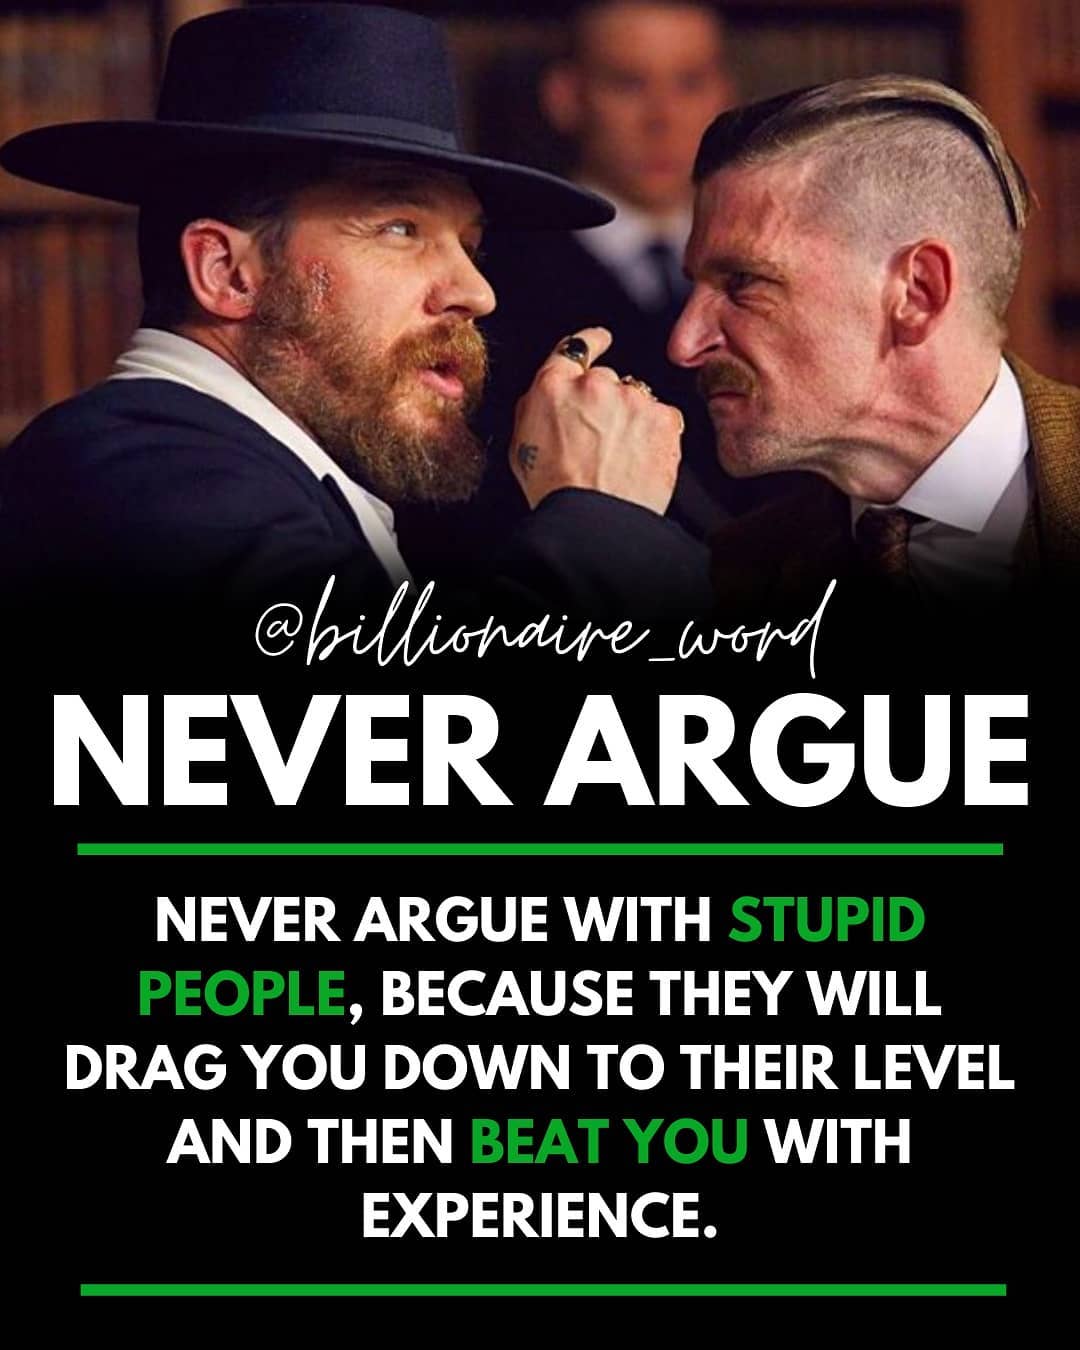 @billionaire_word
NEVER ARGUE
NEVER ARGUE WITH STUPID
PEOPLE, BECAUSE THEY WILL
DRAG YOU DOWN TO THEIR LEVEL
AND THEN BEAT YOU WITH
EXPERIENCE.